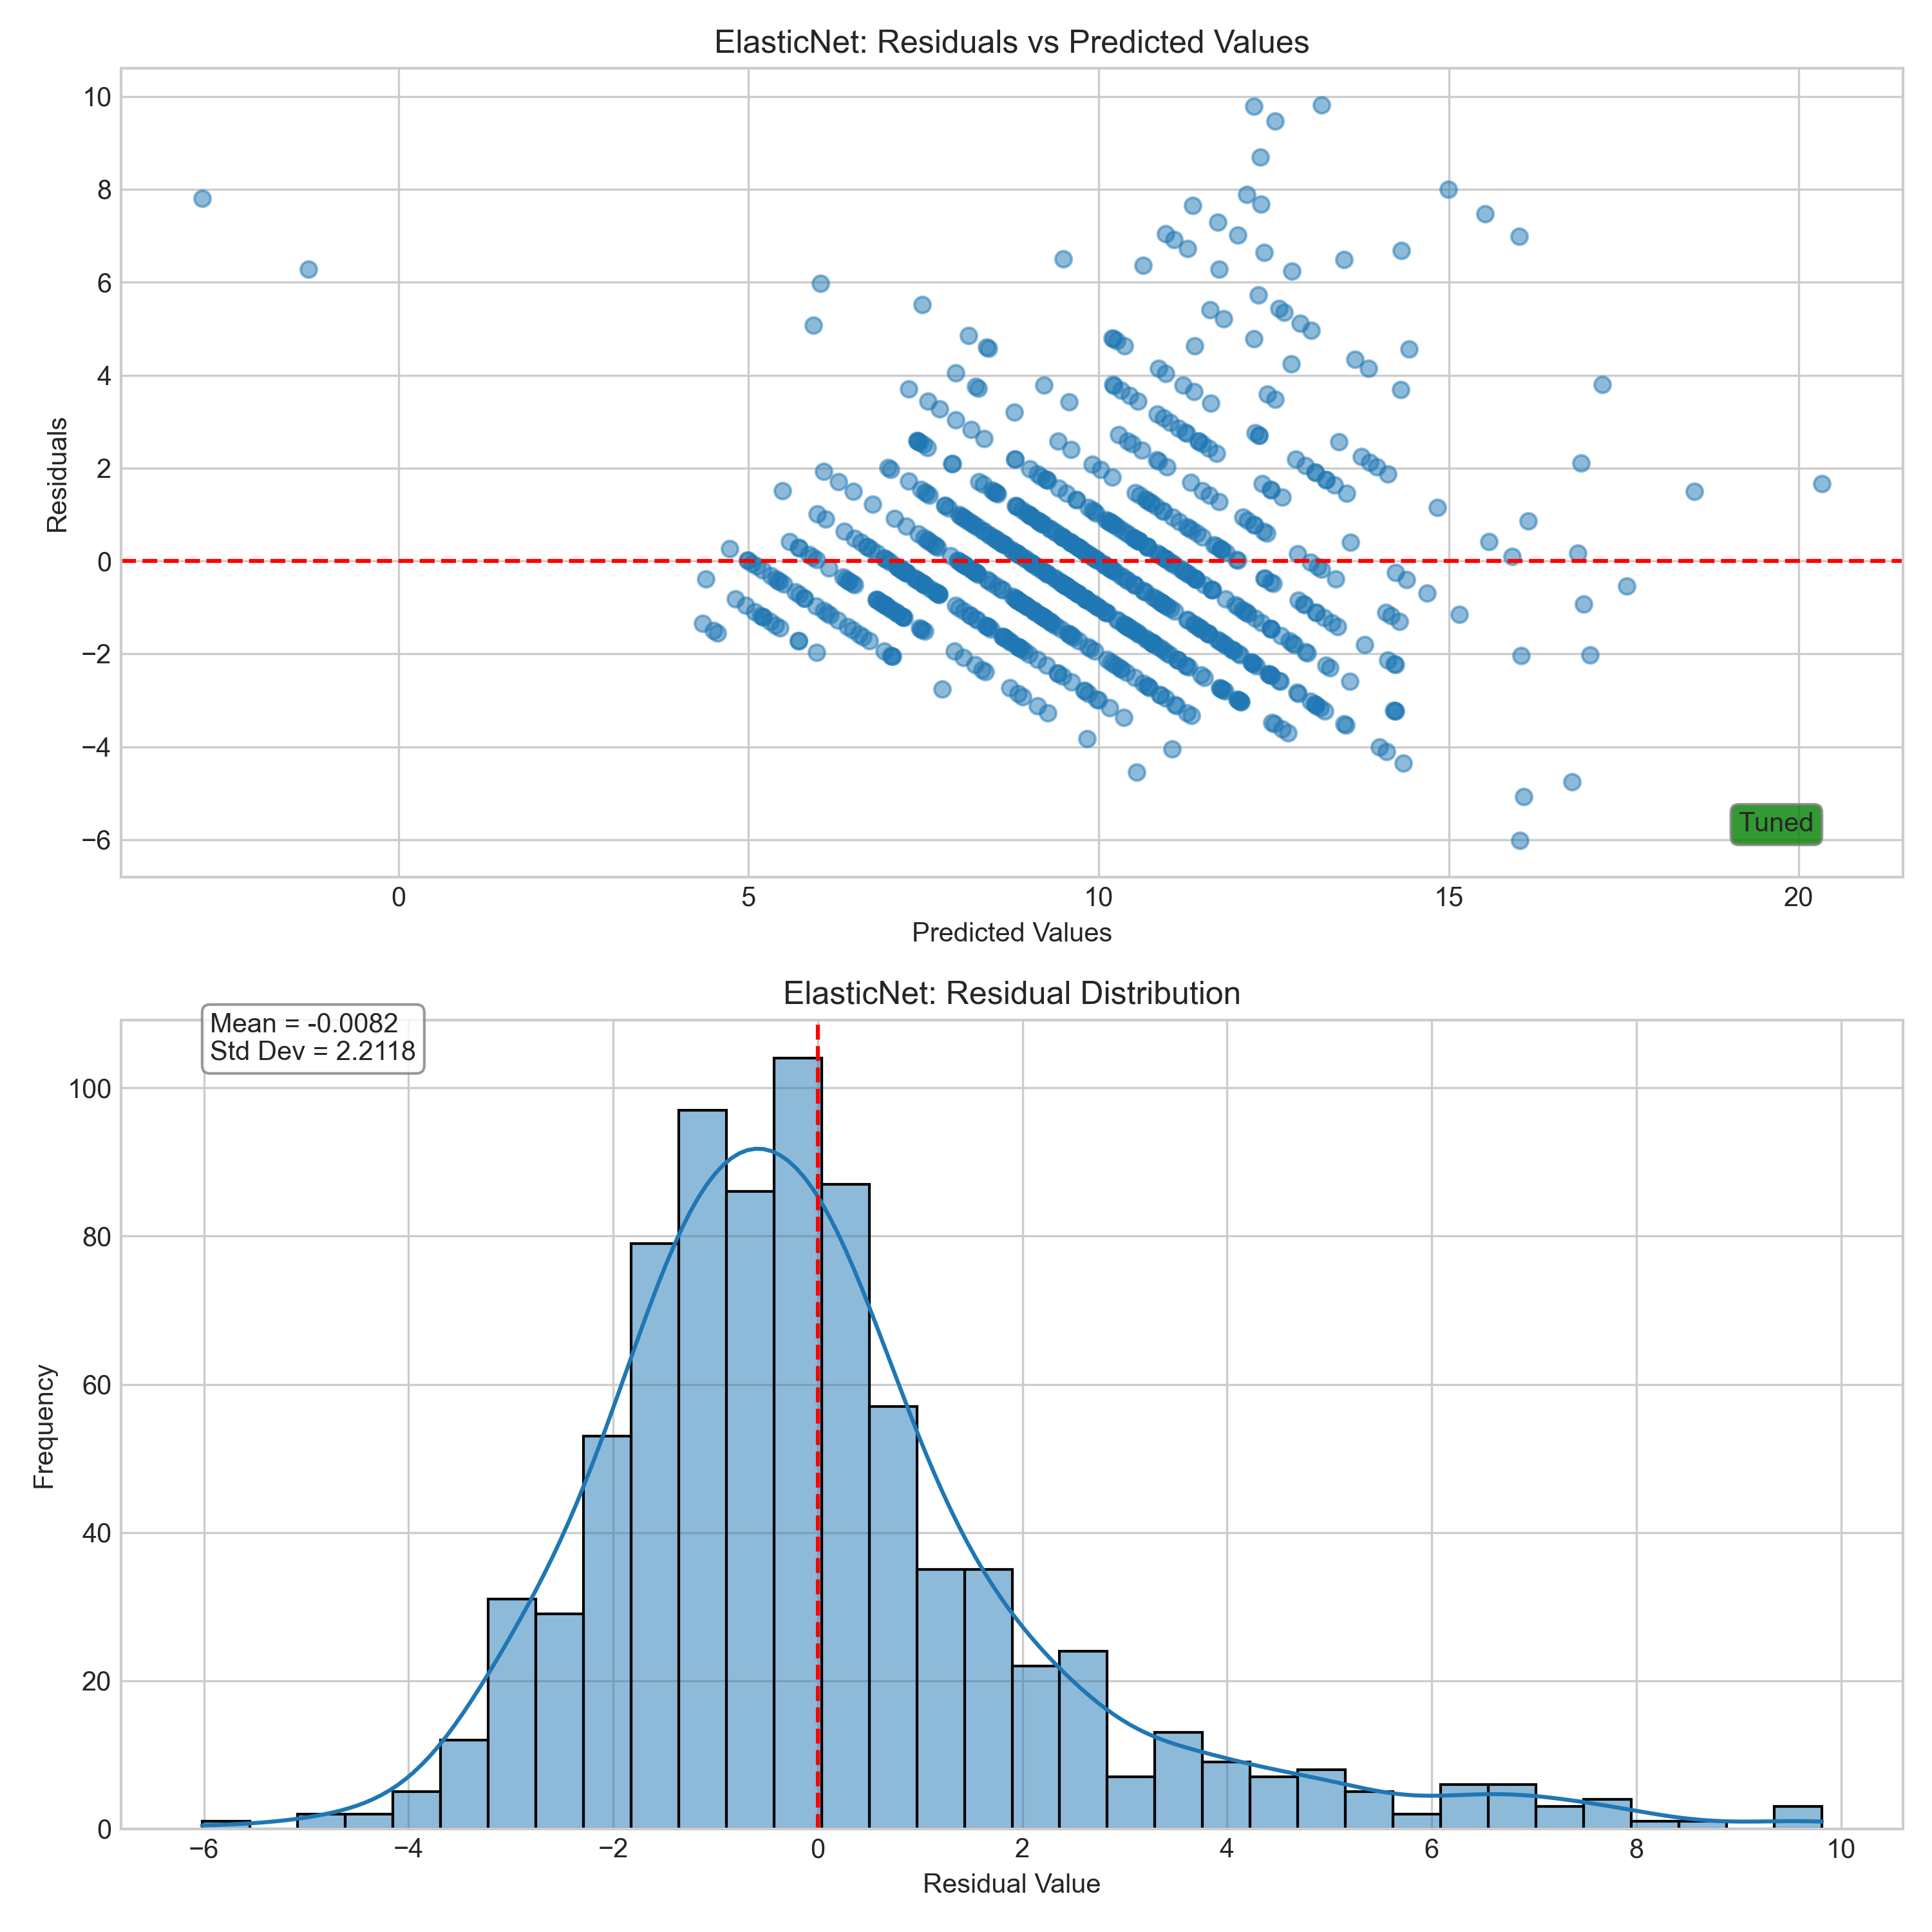 ElasticNet: Residuals vs Predicted Values
10
8
6
4
2
0
−2
−4
−6
Residuals
Tuned
0 5 10 15 20
Predicted Values
ElasticNet: Residual Distribution
Mean = -0.0082
Std Dev = 2.2118
100
80
60
40
20
0
Frequency
−6 −4 −2 0 2 4 6 8 10
Residual Value